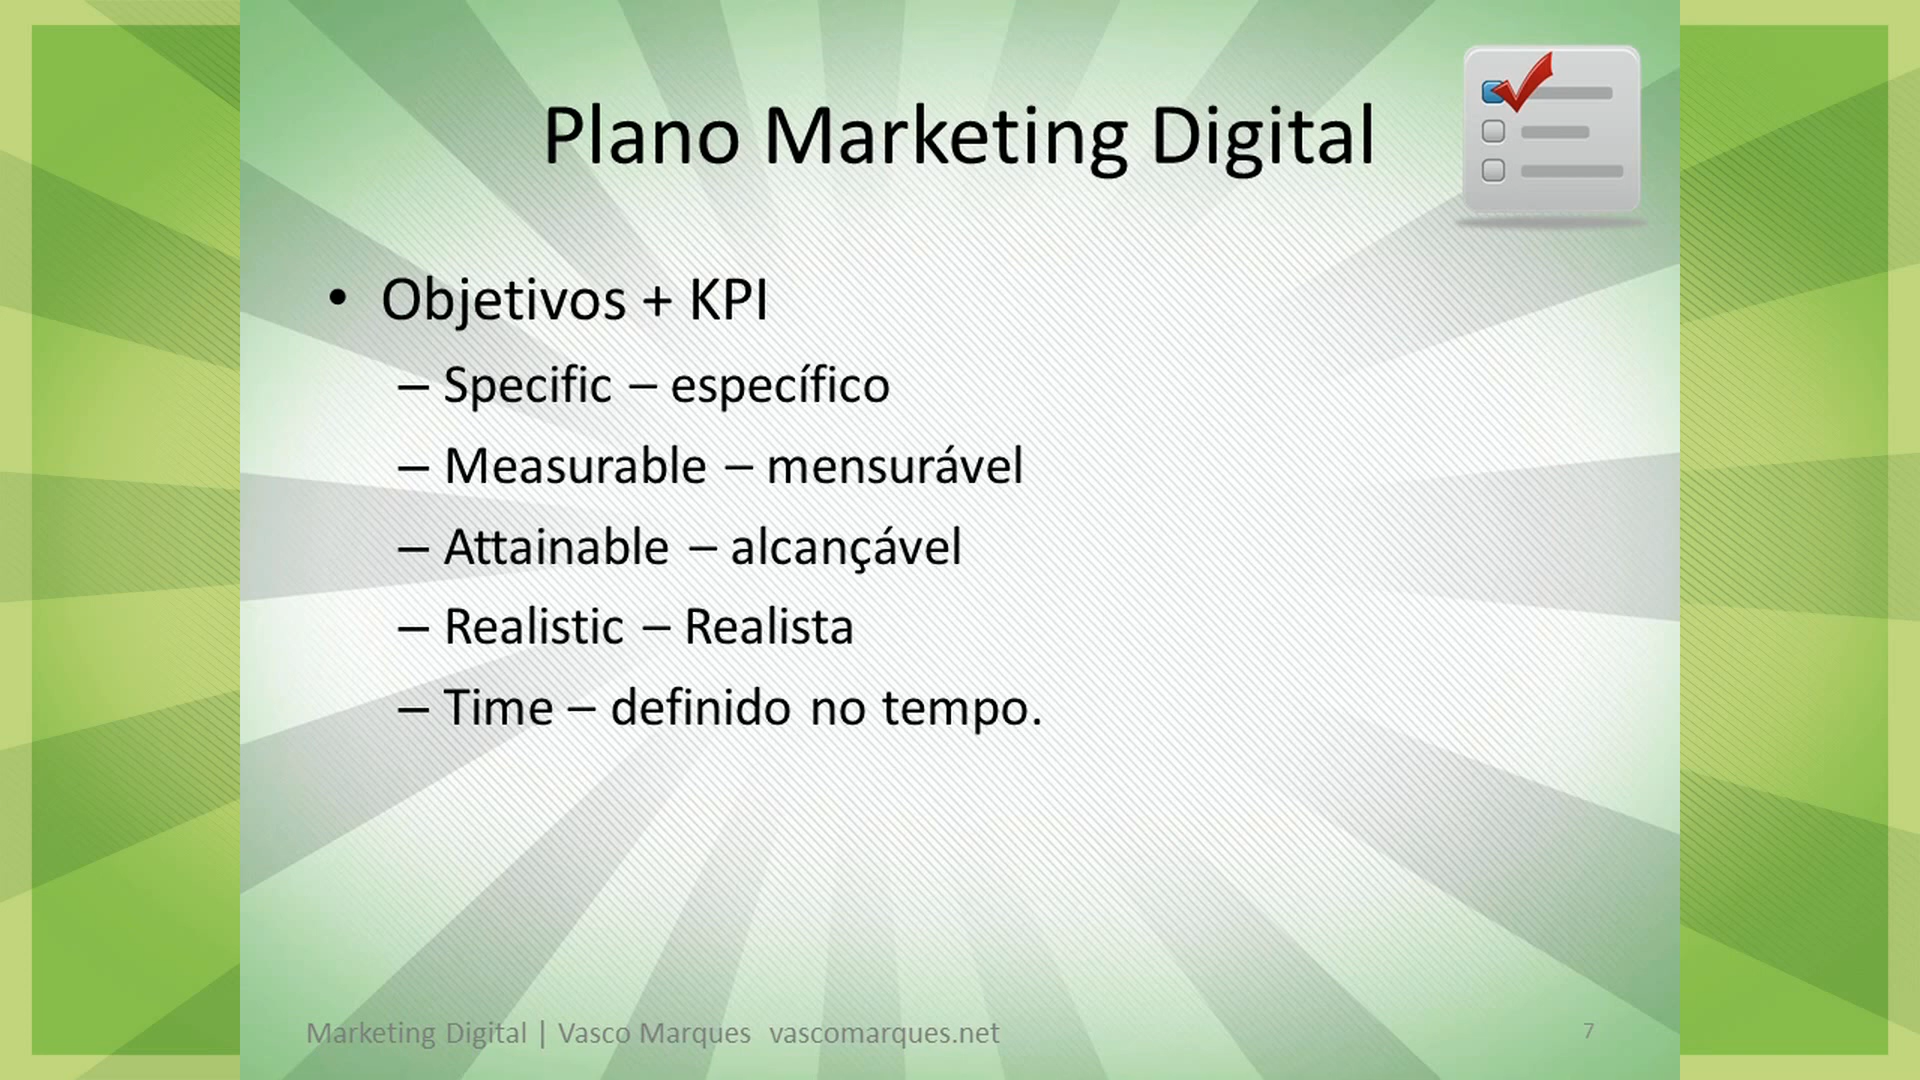 Plano Marketing Digital
• Objetivos + KPI
– Specific – específico
– Measurable – mensurável
– Attainable – alcançável
– Realistic – Realista
– Time – definido no tempo.
Marketing Digital | Vasco Marques vascomarques.net
7